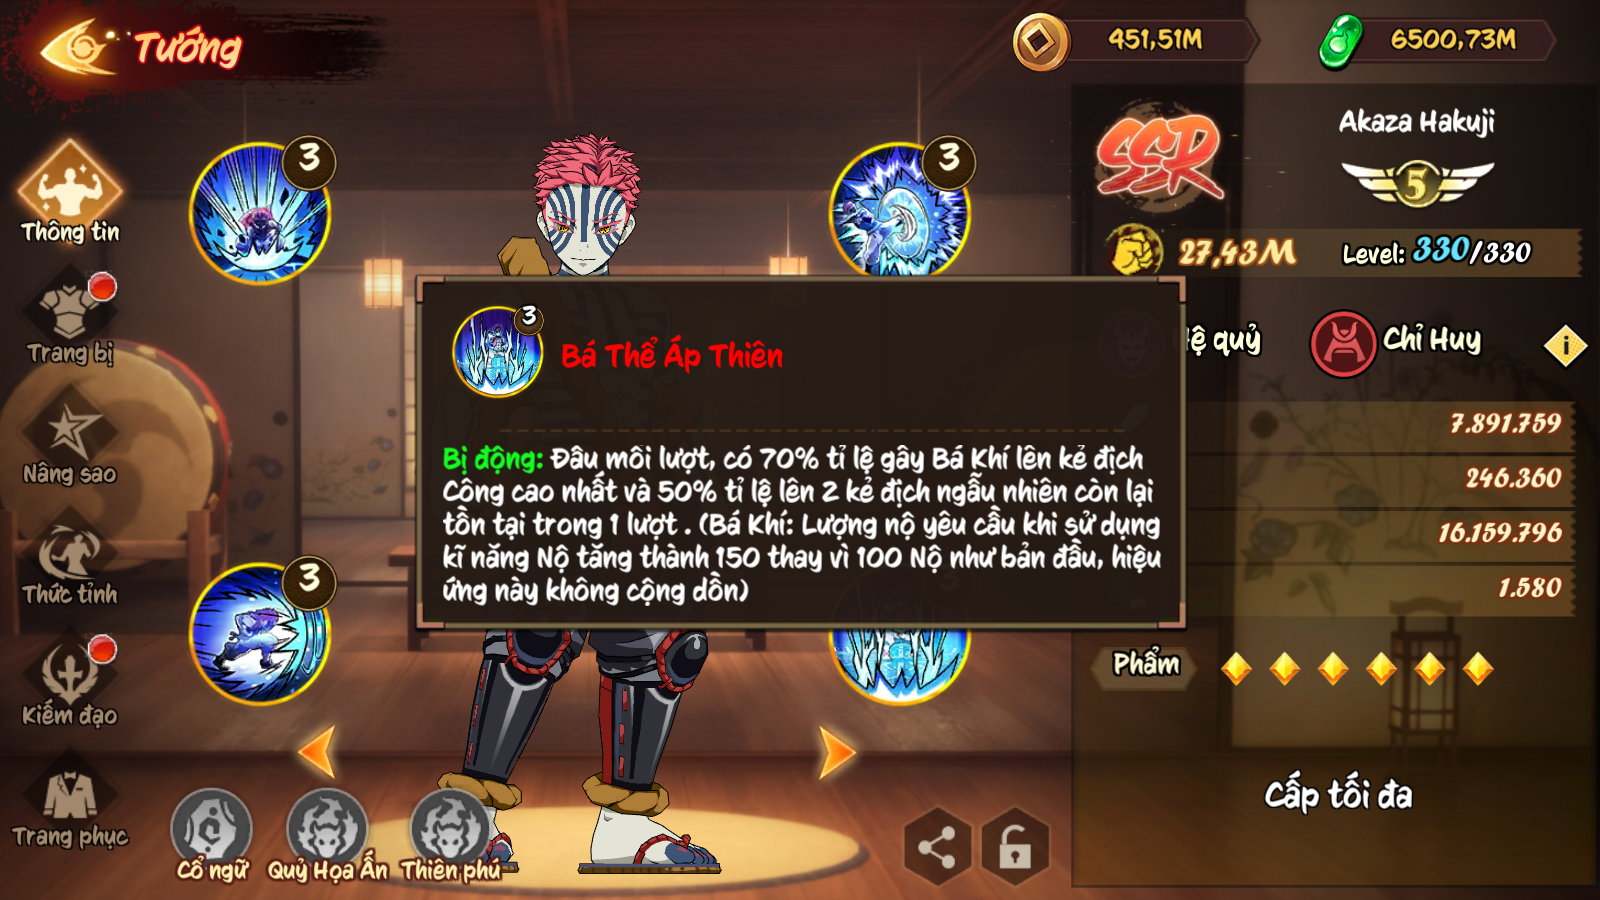 Tướng
451,51M
6500,73M
Thông tin
Trang bị
Nâng sao
Thức tỉnh
Kiếm đạo
Trang phục
3
3
3
SSR
Akaza Hakuji
5
27,43M
Level: 330/330
ệ quỷ
Chỉ Huy
i
7.891.759
246.360
16.159.796
1.580
3
Bá Thể Áp Thiên
Bị động: Đầu mỗi lượt, có 70% tỉ lệ gây Bá Khí lên kẻ địch
Công cao nhất và 50% tỉ lệ lên 2 kẻ địch ngẫu nhiên còn lại
tồn tại trong 1 lượt . (Bá Khí: Lượng nộ yêu cầu khi sử dụng
kĩ năng Nộ tăng thành 150 thay vì 100 Nộ như bản đầu, hiệu
ứng này không cộng dồn)
Phẩm
Cấp tối đa
Cổ ngữ
Quỷ Họa Ấn
Thiên phú